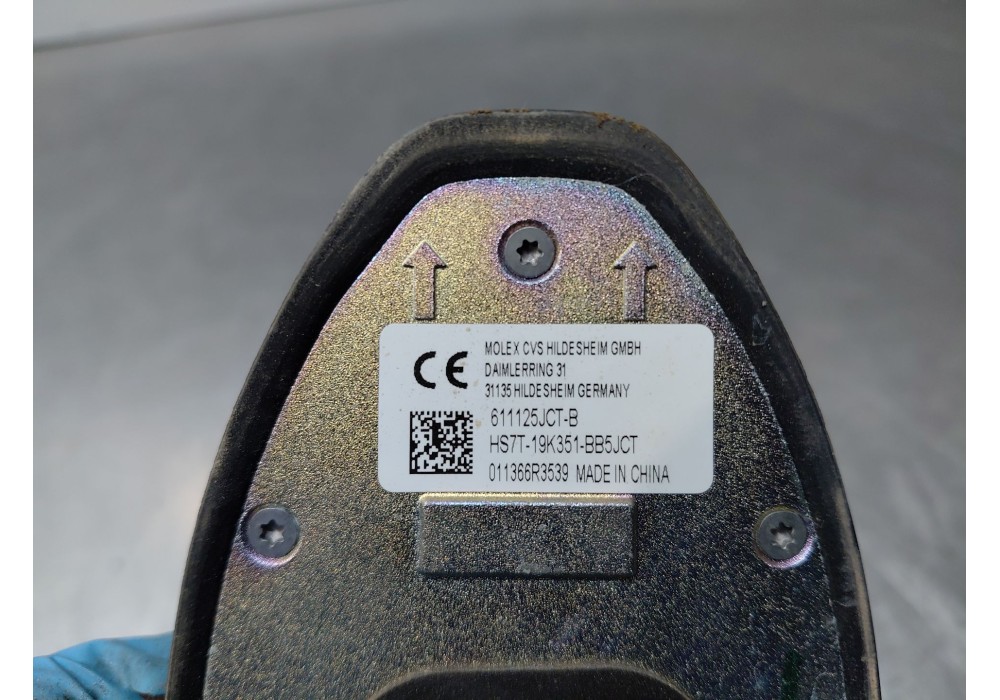 CE
MOLEX CVS HILDESHEIM GMBH
DAIMLERRING 31
31135 HILDESHEIM GERMANY
611125JCT-B
HS7T-19K351-BB5JCT
011366R3539 MADE IN CHINA